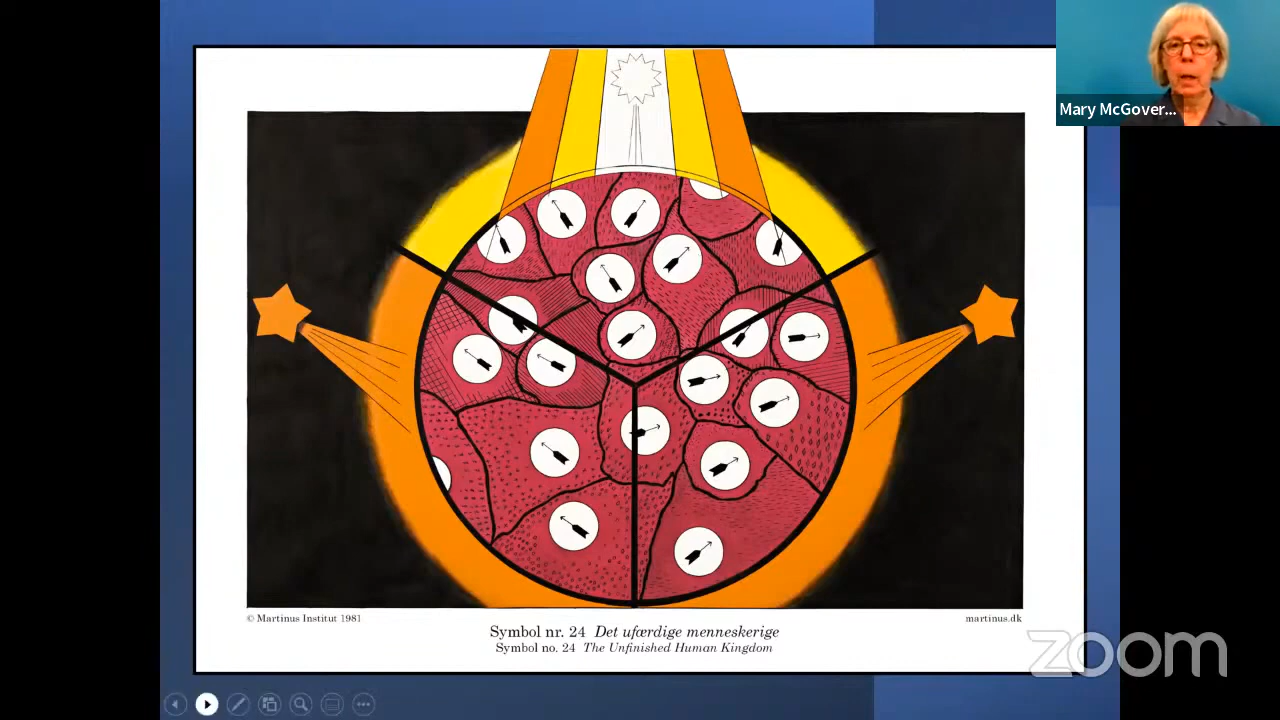 Mary McGover...
© Martinus Institut 1981
martinus.dk
Symbol nr. 24 Det ufærdige menneskerige
Symbol no. 24 The Unfinished Human Kingdom
zoom